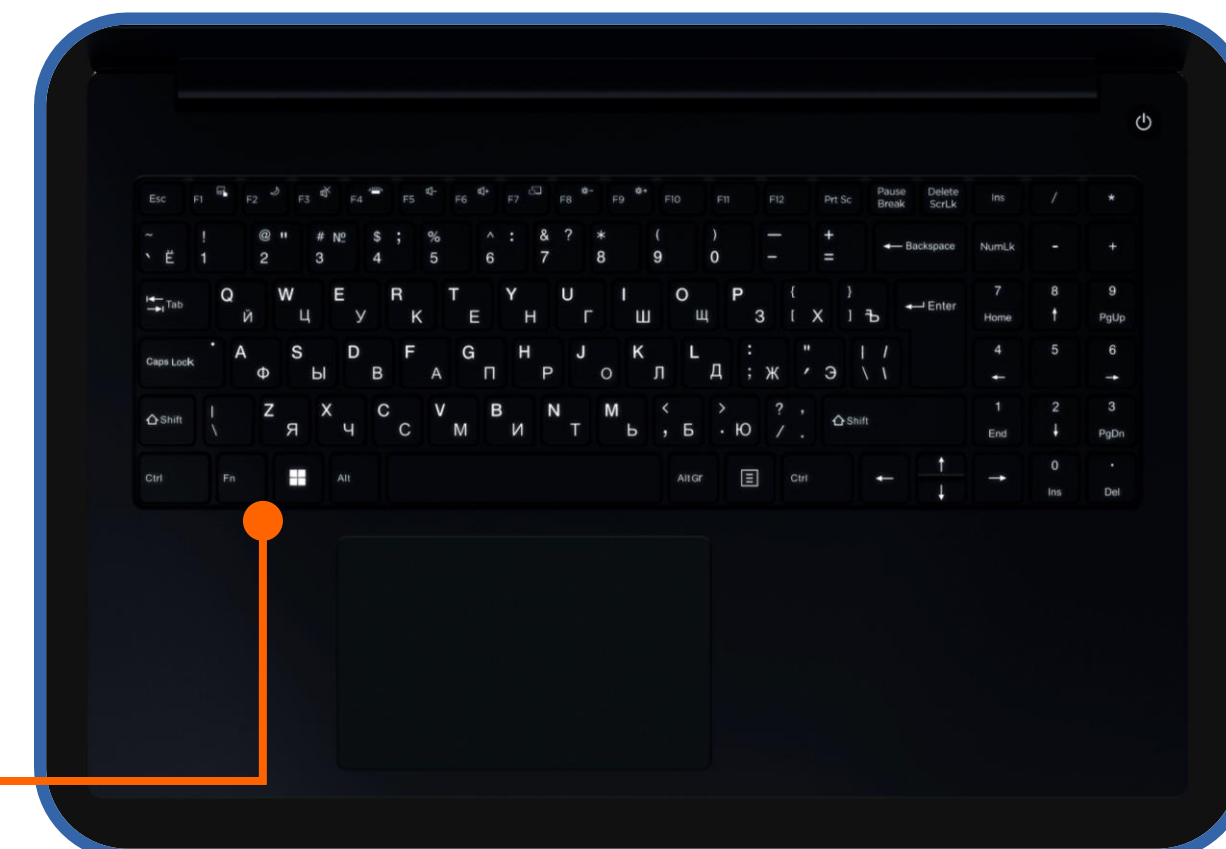 Esc F1 F2 F3 F4 F5 F6 F7 F8 F9 F10 F11 F12 Prt Sc Pause Break Delete ScrLk Ins / *
~ ` Ё ! 1 @ " 2 # № 3 $ ; 4 % 5 ^ : 6 & ? 7 * 8 ( 9 ) 0 — - + = ← Backspace NumLk - +
Tab Q Й W Ц E У R К T Е Y Н U Г I Ш O Щ P З { [ Х } ] Ъ ↵ Enter 7 Home 8 ↑ 9 PgUp
Caps Lock A Ф S Ы D В F А G П H Р J О K Л L Д : ; Ж " ' Э | / \ \ 4 ← 5 6 →
⇧ Shift | \ Z Я X Ч C С V М B И N Т M Ь < , Б > . Ю ? , / . ⇧ Shift 1 End 2 ↓ 3 PgDn
Ctrl Fn Alt Alt Gr Ctrl ← ↑ ↓ → 0 Ins . Del